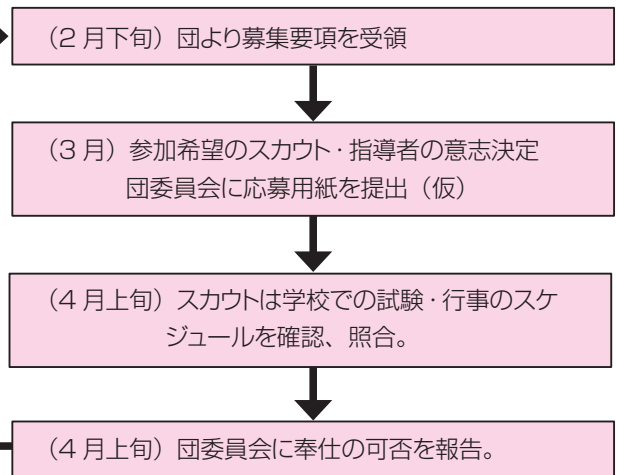 (2月下旬)団より募集要項を受領
(3月)参加希望のスカウト・指導者の意志決定
団委員会に応募用紙を提出(仮)
(4月上旬)スカウトは学校での試験・行事のスケ
ジュールを確認、照合。
(4月上旬)団委員会に奉仕の可否を報告。